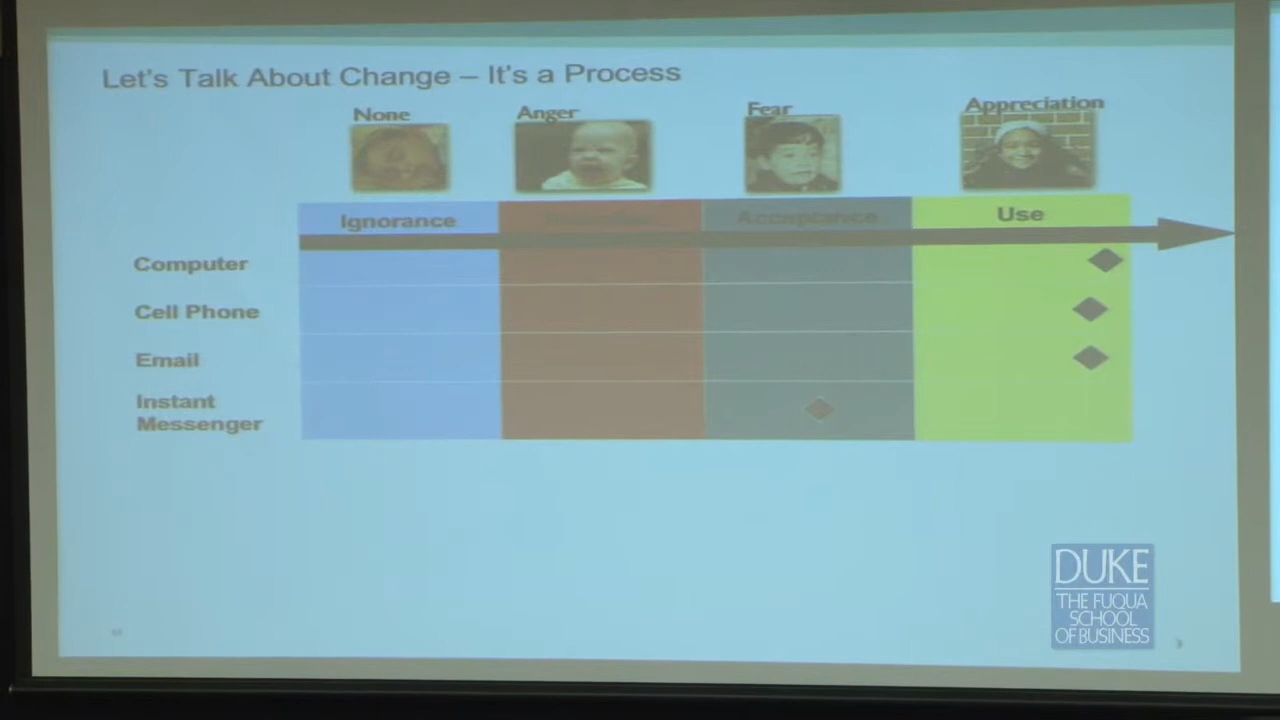 Let's Talk About Change – It's a Process
None Anger Fear Appreciation
Ignorance Acceptance Use
Computer
Cell Phone
Email
Instant
Messenger
DUKE
THE FUQUA
SCHOOL
OF BUSINESS